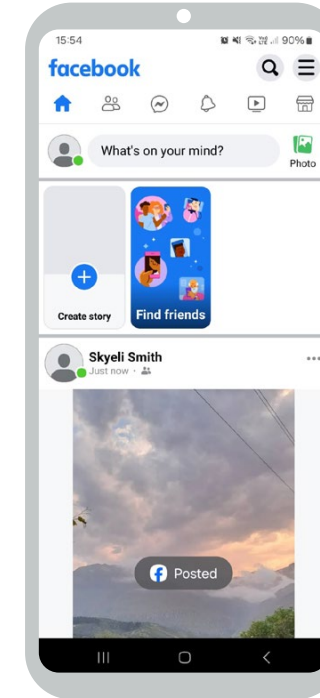 15:54
90%
facebook
What's on your mind?
Photo
Create story
Find friends
Skyeli Smith
Just now ·
Posted